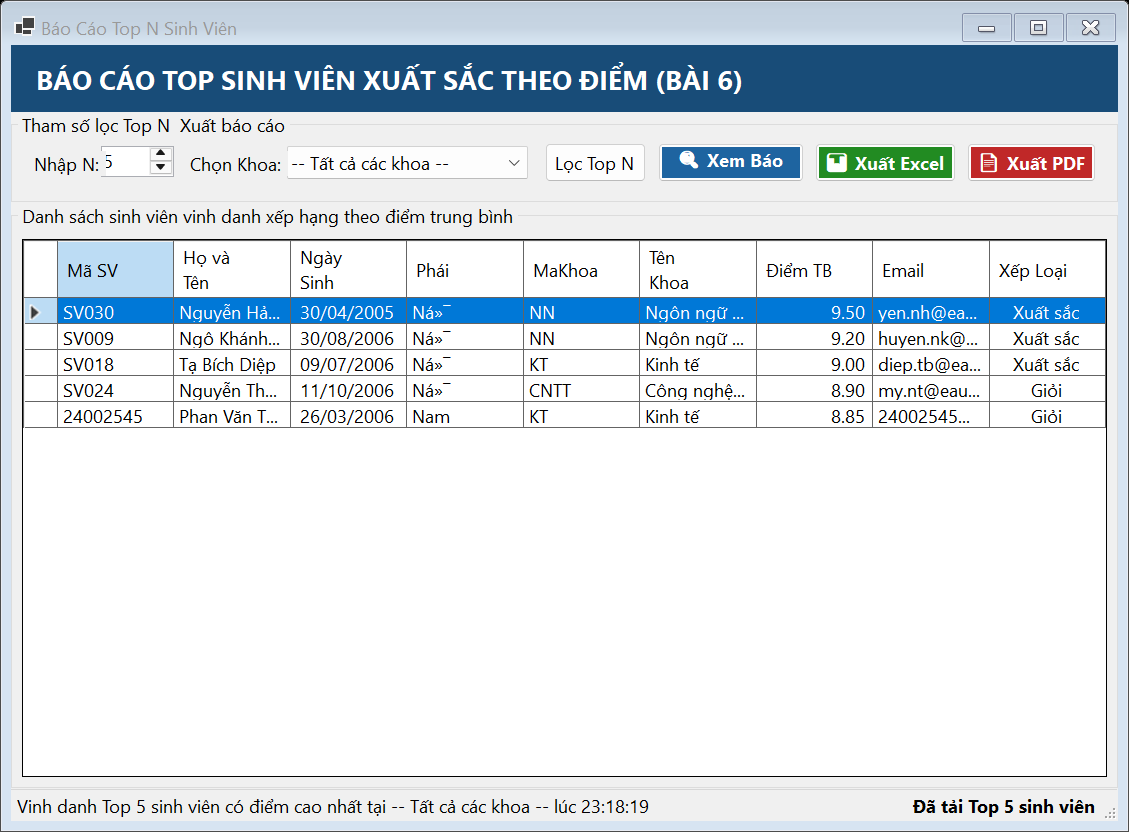 Báo Cáo Top N Sinh Viên
BÁO CÁO TOP SINH VIÊN XUẤT SẮC THEO ĐIỂM (BÀI 6)
Tham số lọc Top N Xuất báo cáo
Nhập N: 5 Chọn Khoa: -- Tất cả các khoa -- Lọc Top N Xem Báo Xuất Excel Xuất PDF
Danh sách sinh viên vinh danh xếp hạng theo điểm trung bình
Mã SV Họ và Tên Ngày Sinh Phái MaKhoa Tên Khoa Điểm TB Email Xếp Loại
SV030 Nguyễn Hả... 30/04/2005 Ná»¯ NN Ngôn ngữ ... 9.50 yen.nh@ea... Xuất sắc
SV009 Ngô Khánh... 30/08/2006 Ná»¯ NN Ngôn ngữ ... 9.20 huyen.nk@... Xuất sắc
SV018 Tạ Bích Diệp 09/07/2006 Ná»¯ KT Kinh tế 9.00 diep.tb@ea... Xuất sắc
SV024 Nguyễn Th... 11/10/2006 Ná»¯ CNTT Công nghệ... 8.90 my.nt@eau... Giỏi
24002545 Phan Văn T... 26/03/2006 Nam KT Kinh tế 8.85 24002545... Giỏi
Vinh danh Top 5 sinh viên có điểm cao nhất tại -- Tất cả các khoa -- lúc 23:18:19 Đã tải Top 5 sinh viên